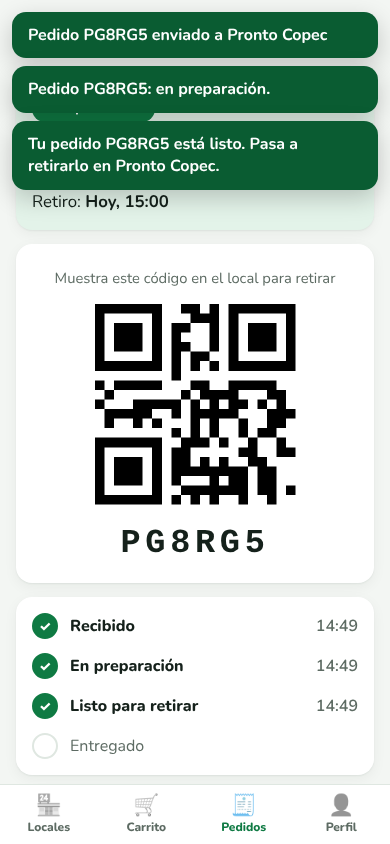 Pedido PG8RG5 enviado a Pronto Copec
Pedido PG8RG5: en preparación.
Tu pedido PG8RG5 está listo. Pasa a
retirarlo en Pronto Copec.
Retiro: Hoy, 15:00
Muestra este código en el local para retirar
PG8RG5
Recibido 14:49
En preparación 14:49
Listo para retirar 14:49
Entregado
Locales Carrito Pedidos Perfil